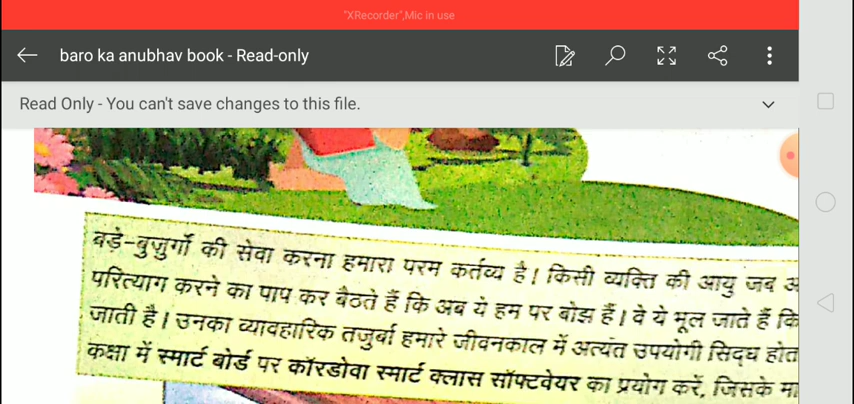 "XRecorder",Mic in use
baro ka anubhav book - Read-only
Read Only - You can't save changes to this file.
बड़े-बुज़ुर्गों की सेवा करना हमारा परम कर्तव्य है। किसी व्यक्ति की आयु जब
परित्याग करने का पाप कर बैठते हैं कि अब ये हम पर बोझ हैं। वे ये भूल जाते हैं कि
जाती है। उनका व्यावहारिक तजुर्बा हमारे जीवनकाल में अत्यंत उपयोगी सिद्ध होत
कक्षा में स्मार्ट बोर्ड पर कॉरडोवा स्मार्ट क्लास सॉफ्टवेयर का प्रयोग करें, जिसके